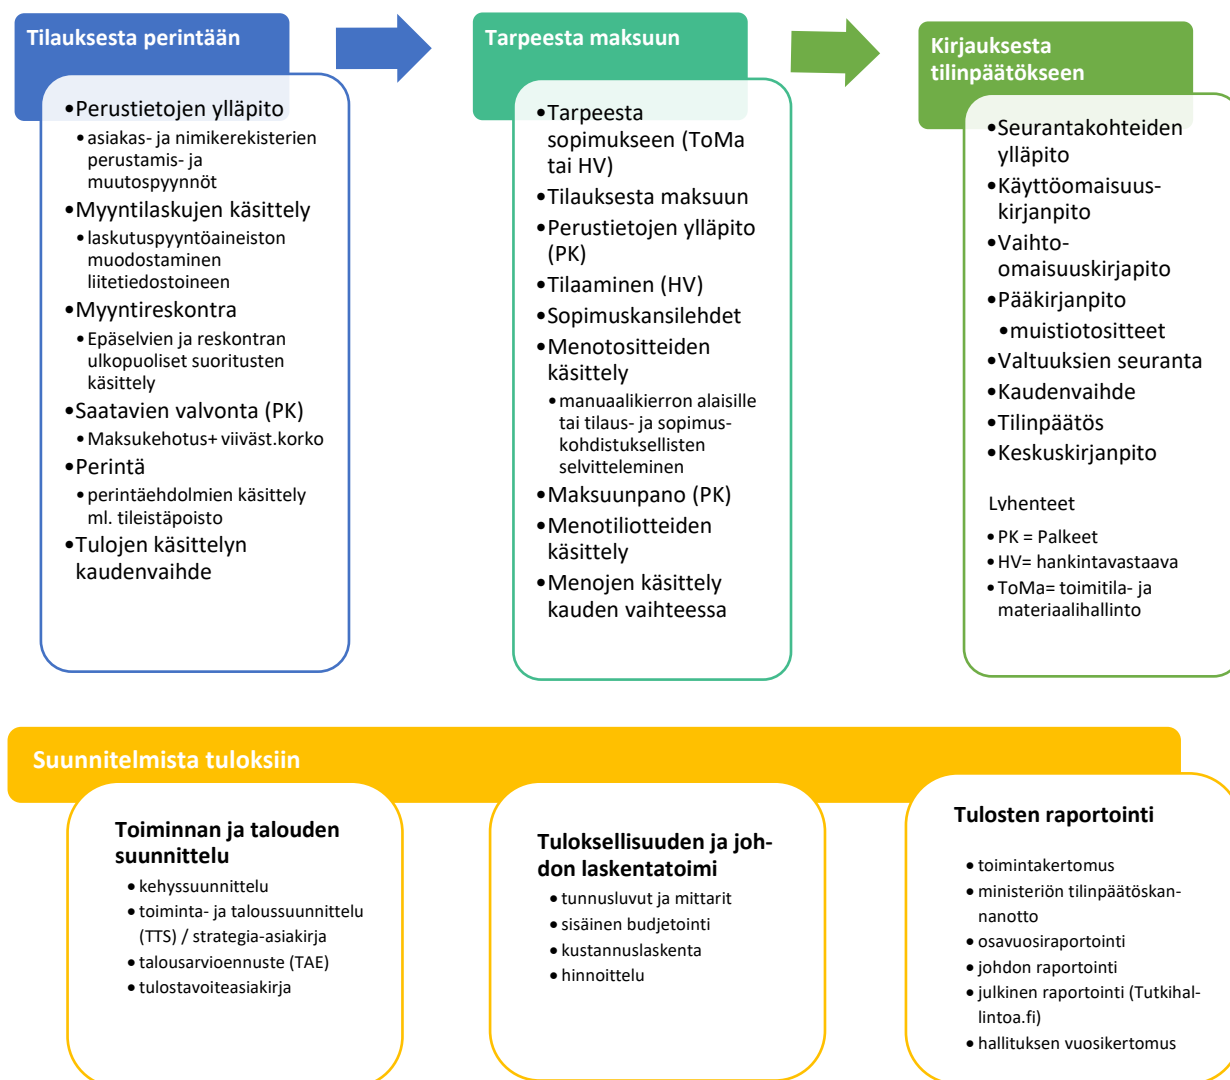 Tilauksesta perintään
•Perustietojen ylläpito
•asiakas- ja nimikerekisterien
perustamis- ja
muutospyynnöt
•Myyntilaskujen käsittely
•laskutuspyyntöaineiston
muodostaminen
liitetiedostoineen
•Myyntireskontra
•Epäselvien ja reskontran
ulkopuoliset suoritusten
käsittely
•Saatavien valvonta (PK)
•Maksukehotus+ viiväst.korko
•Perintä
•perintäehdolmien käsittely
ml. tileistäpoisto
•Tulojen käsittelyn
kaudenvaihde
Tarpeesta maksuun
•Tarpeesta
sopimukseen (ToMa
tai HV)
•Tilauksesta maksuun
•Perustietojen ylläpito
(PK)
•Tilaaminen (HV)
•Sopimuskansilehdet
•Menotositteiden
käsittely
•manuaalikierron alaisille
tai tilaus- ja sopimus-
kohdistuksellisten
selvitteleminen
•Maksuunpano (PK)
•Menotiliotteiden
käsittely
•Menojen käsittely
kauden vaihteessa
Kirjauksesta
tilinpäätökseen
•Seurantakohteiden
ylläpito
•Käyttöomaisuus-
kirjanpito
•Vaihto-
omaisuuskirjapito
•Pääkirjanpito
•muistiotositteet
•Valtuuksien seuranta
•Kaudenvaihde
•Tilinpäätös
•Keskuskirjanpito
Lyhenteet
•PK = Palkeet
•HV= hankintavastaava
•ToMa= toimitila- ja
materiaalihallinto
Suunnitelmista tuloksiin
Toiminnan ja talouden
suunnittelu
•kehyssuunnittelu
•toiminta- ja taloussuunnittelu
(TTS) / strategia-asiakirja
•talousarvioennuste (TAE)
•tulostavoiteasiakirja
Tuloksellisuuden ja joh-
don laskentatoimi
•tunnusluvut ja mittarit
•sisäinen budjetointi
•kustannuslaskenta
•hinnoittelu
Tulosten raportointi
•toimintakertomus
•ministeriön tilinpäätöskan-
nanotto
•osavuosiraportointi
•johdon raportointi
•julkinen raportointi (Tutkihal-
lintoa.fi)
•hallituksen vuosikertomus